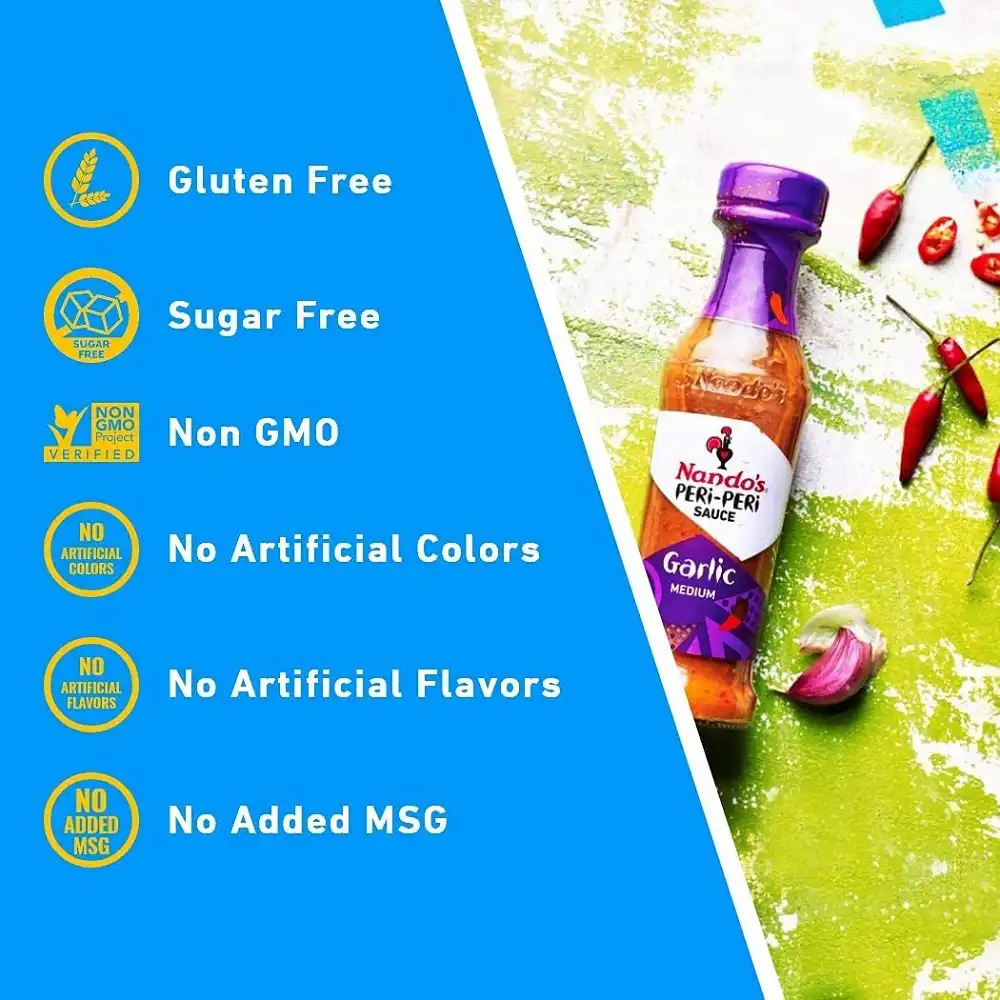 Gluten Free
SUGAR
FREE
Sugar Free
NON
GMO
Project
VERIFIED
Non GMO
NO
ARTIFICIAL
COLORS
No Artificial Colors
NO
ARTIFICIAL
FLAVORS
No Artificial Flavors
NO
ADDED
MSG
No Added MSG
Nando's
Nando's
PERi-PERi
SAUCE
Garlic
MEDIUM